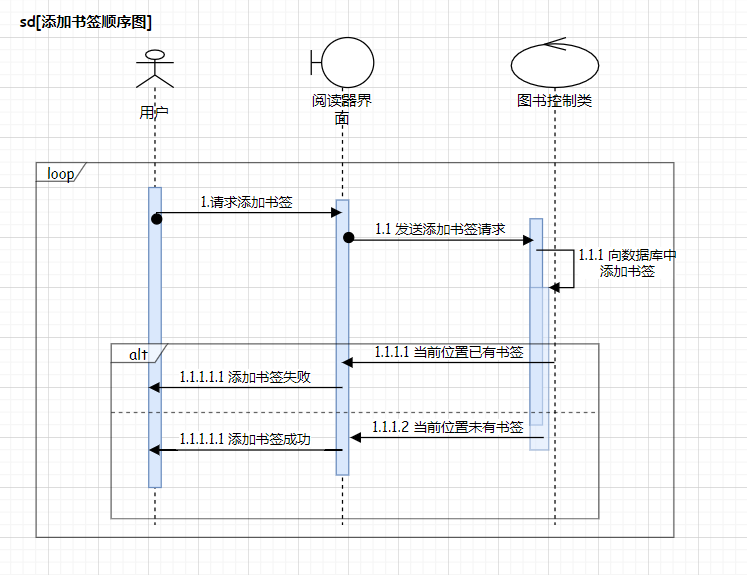 sd[添加书签顺序图]
用户
阅读器界
面
图书控制类
loop
1.请求添加书签
1.1 发送添加书签请求
1.1.1 向数据库中
添加书签
alt
1.1.1.1 当前位置已有书签
1.1.1.1.1 添加书签失败
1.1.1.2 当前位置未有书签
1.1.1.1.1 添加书签成功